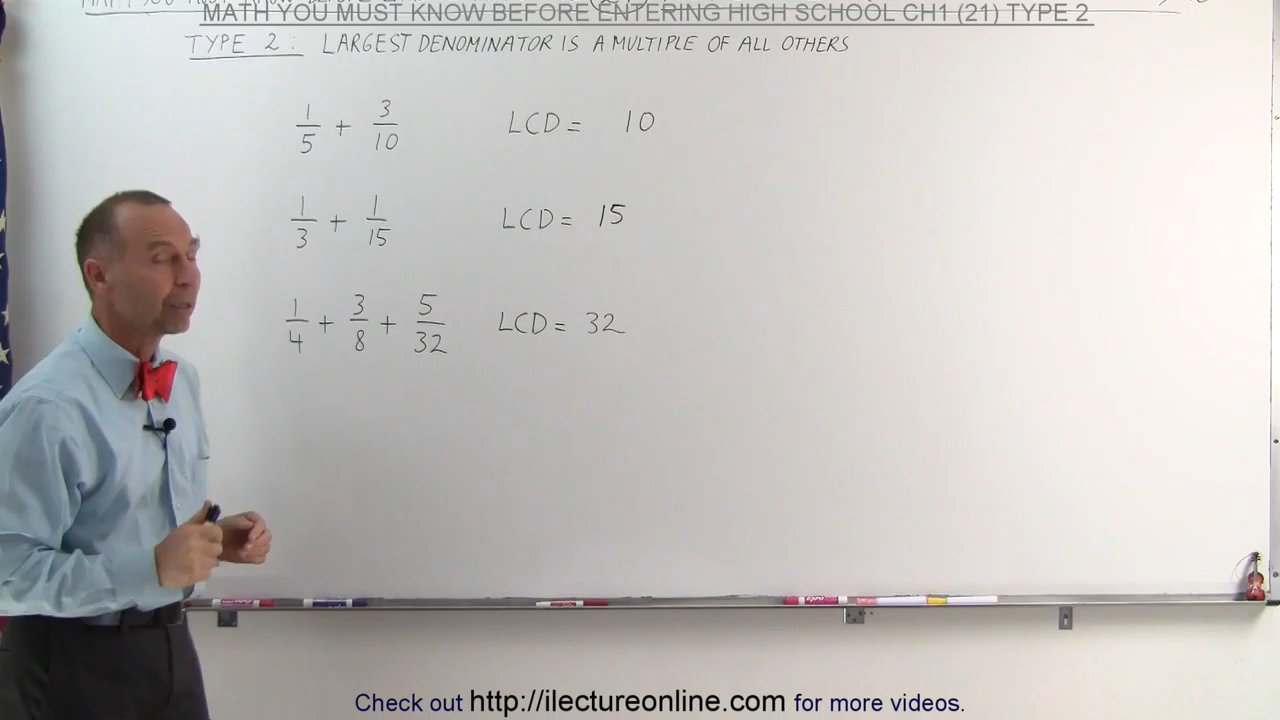 MATH YOU MUST KNOW BEFORE ENTERING HIGH SCHOOL CH1 (21) TYPE 2
TYPE 2: LARGEST DENOMINATOR IS A MULTIPLE OF ALL OTHERS
1/5 + 3/10 LCD = 10
1/3 + 1/15 LCD = 15
1/4 + 3/8 + 5/32 LCD = 32
Check out http://ilectureonline.com for more videos.